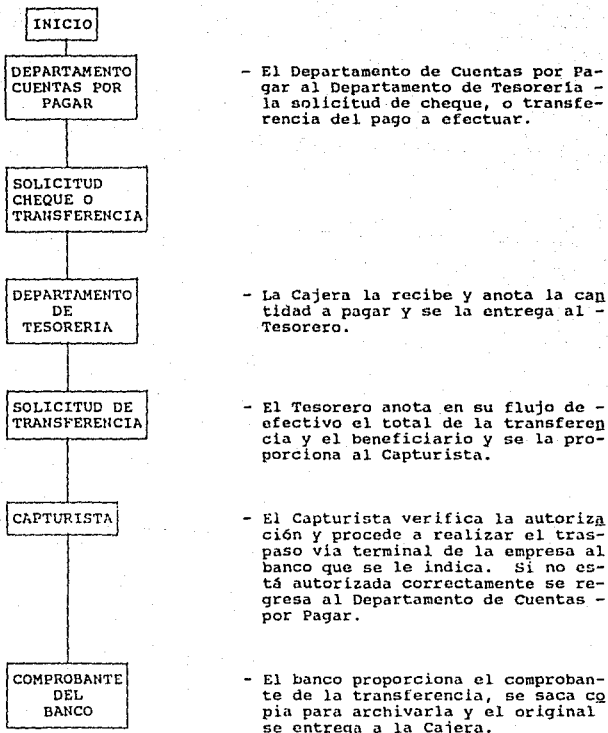 INICIO
DEPARTAMENTO
CUENTAS POR
PAGAR
- El Departamento de Cuentas por Pa-
gar al Departamento de Tesorería -
la solicitud de cheque, o transfe-
rencia del pago a efectuar.
SOLICITUD
CHEQUE O
TRANSFERENCIA
DEPARTAMENTO
DE
TESORERIA
- La Cajera la recibe y anota la can
tidad a pagar y se la entrega al -
Tesorero.
SOLICITUD DE
TRANSFERENCIA
- El Tesorero anota en su flujo de -
efectivo el total de la transferen
cia y el beneficiario y se la pro-
porciona al Capturista.
CAPTURISTA
- El Capturista verifica la autoriza
ción y procede a realizar el tras-
paso vía terminal de la empresa al
banco que se le indica. Si no es-
tá autorizada correctamente se re-
gresa al Departamento de Cuentas -
por Pagar.
COMPROBANTE
DEL
BANCO
- El banco proporciona el comproban-
te de la transferencia, se saca co
pia para archivarla y el original
se entrega a la Cajera.